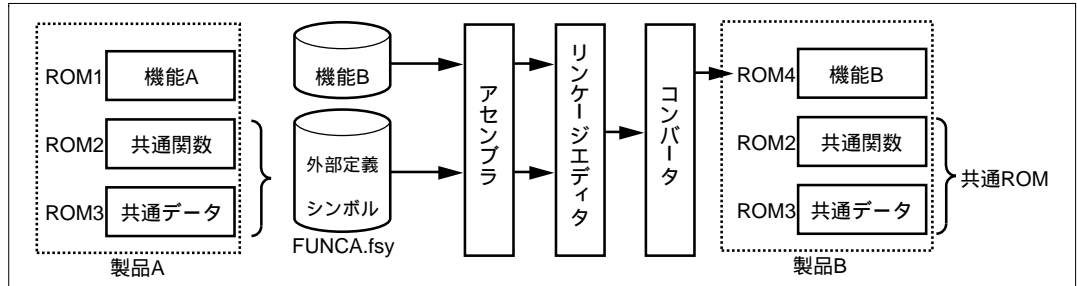 ROM1
機能A
ROM2
共通関数
ROM3
共通データ
製品A
機能B
外部定義
シンボル
FUNCA.fsy
アセンブラ
リンケージエディタ
コンバータ
ROM4
機能B
ROM2
共通関数
ROM3
共通データ
製品B
共通ROM